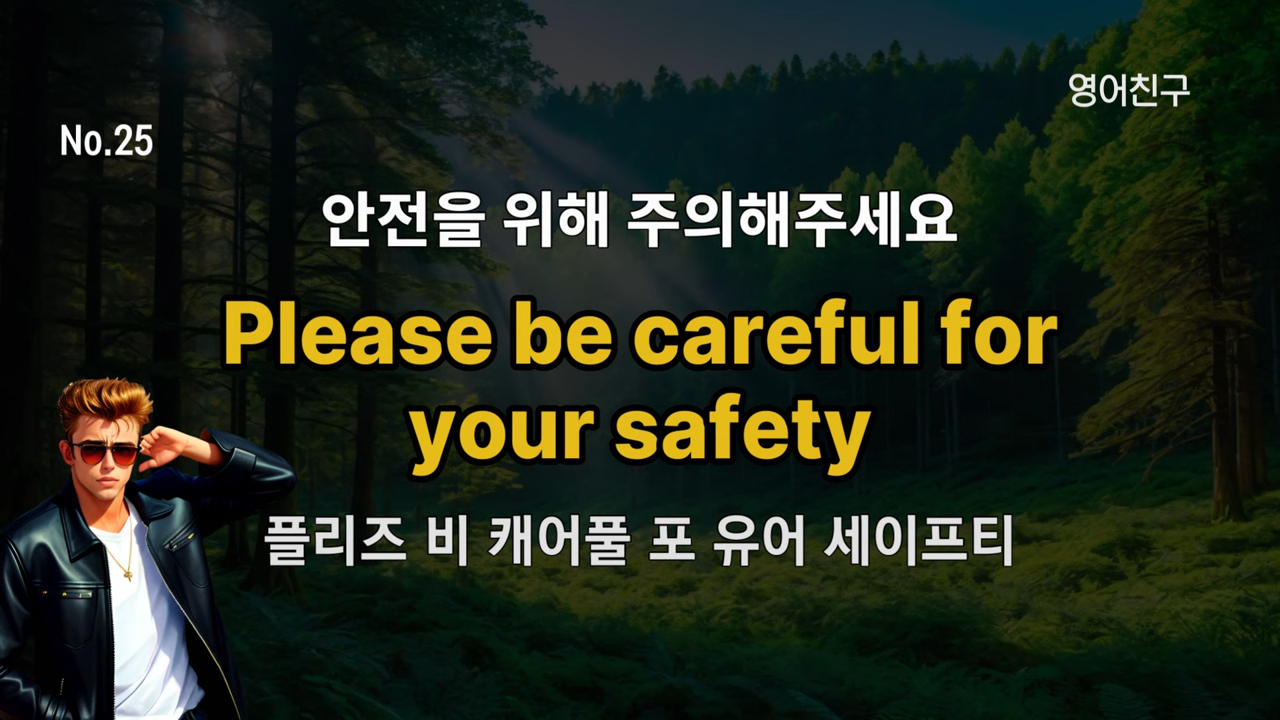 영어친구
No.25
안전을 위해 주의해주세요
Please be careful for
your safety
플리즈 비 캐어풀 포 유어 세이프티